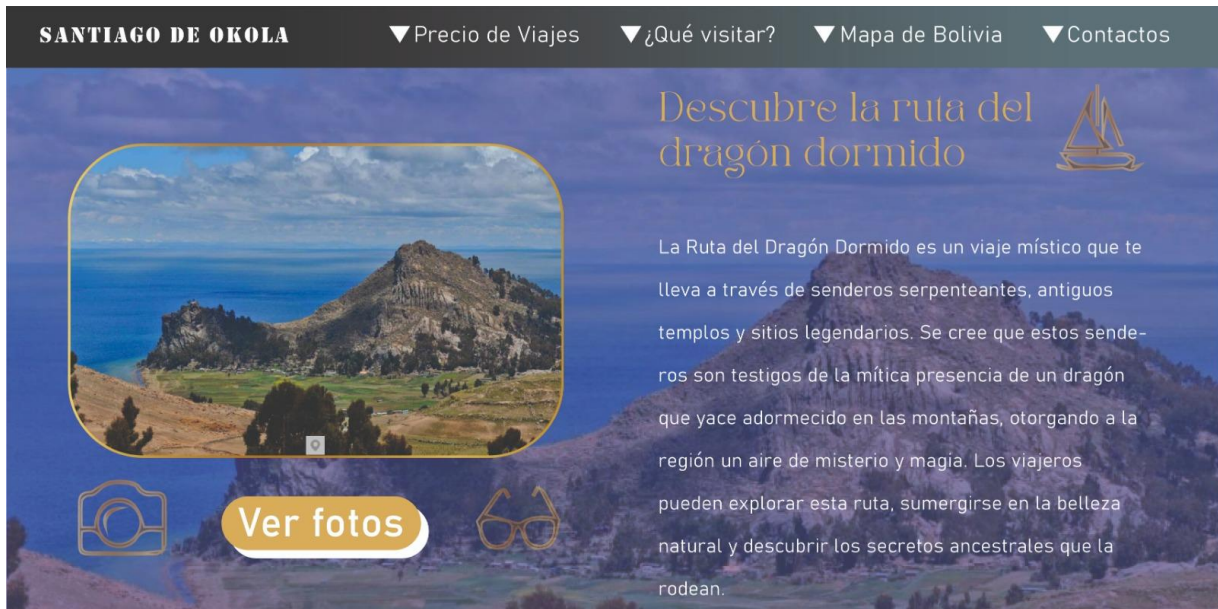 SANTIAGO DE OKOLA
▼Precio de Viajes
▼¿Qué visitar?
▼Mapa de Bolivia
▼Contactos
Descubre la ruta del
dragón dormido
La Ruta del Dragón Dormido es un viaje místico que te
lleva a través de senderos serpenteantes, antiguos
templos y sitios legendarios. Se cree que estos sende-
ros son testigos de la mítica presencia de un dragón
que yace adormecido en las montañas, otorgando a la
región un aire de misterio y magia. Los viajeros
pueden explorar esta ruta, sumergirse en la belleza
natural y descubrir los secretos ancestrales que la
rodean.
Ver fotos